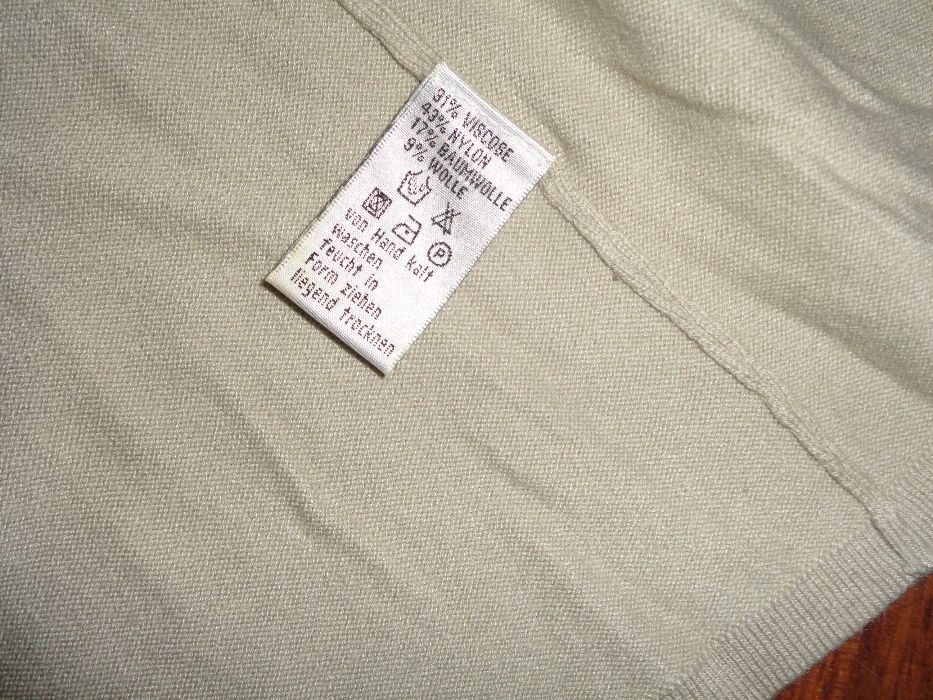 31% VISCOSE
43% NYLON
17% BAUMWOLLE
9% WOLLE
P
von Hand kalt
waschen
feucht in
Form ziehen
liegend trocknen